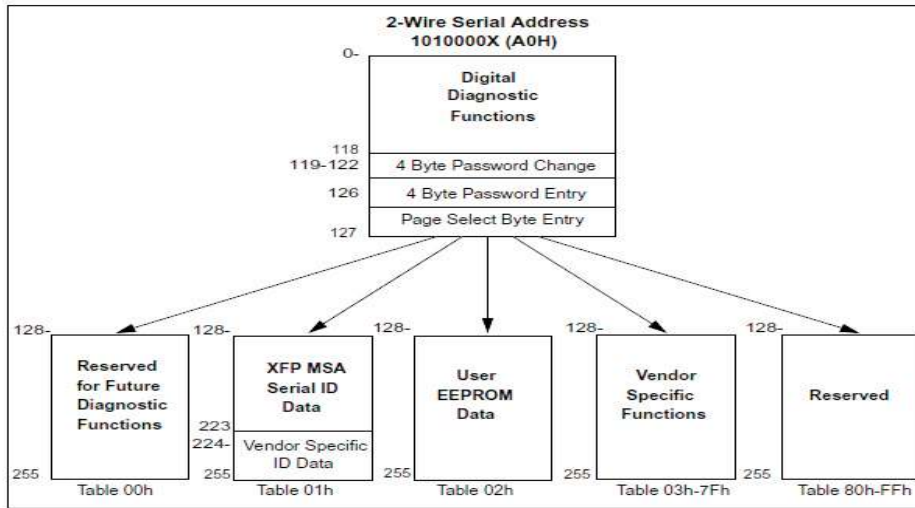 2-Wire Serial Address
1010000X (A0H)
0-
Digital
Diagnostic
Functions
118
119-122
4 Byte Password Change
126
4 Byte Password Entry
Page Select Byte Entry
127
128-
Reserved
for Future
Diagnostic
Functions
255
Table 00h
128-
XFP MSA
Serial ID
Data
223
224-
Vendor Specific
ID Data
255
Table 01h
128-
User
EEPROM
Data
255
Table 02h
128-
Vendor
Specific
Functions
255
Table 03h-7Fh
128-
Reserved
255
Table 80h-FFh